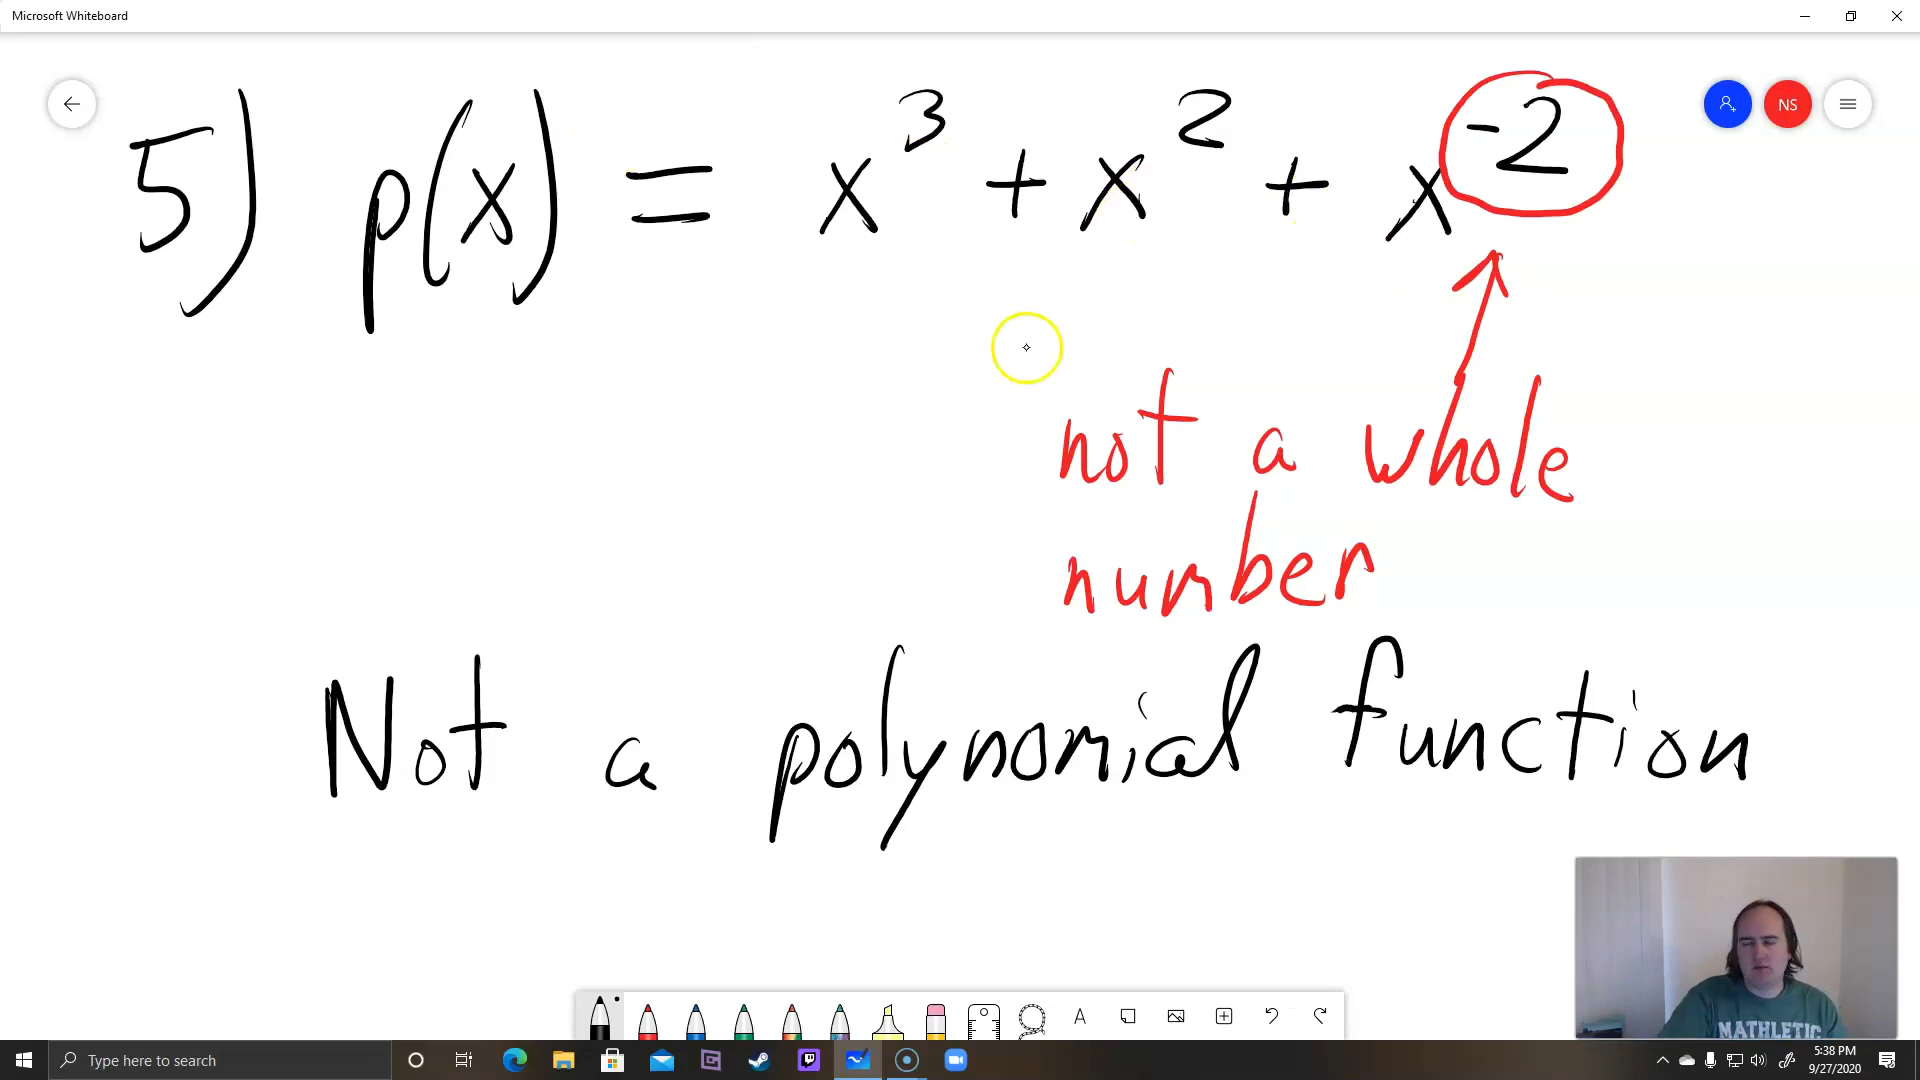 Microsoft Whiteboard
NS
5) p(x) = x³ + x² + x⁻²
not a whole
number
Not a polynomial function
MATHLETIC
A
Type here to search
5:38 PM
9/27/2020